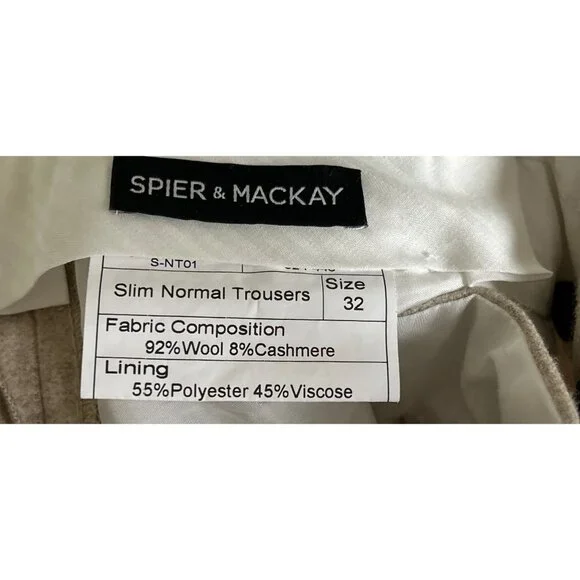 SPIER & MACKAY
S-NT01
Slim Normal Trousers
Size
32
Fabric Composition
92%Wool 8%Cashmere
Lining
55%Polyester 45%Viscose